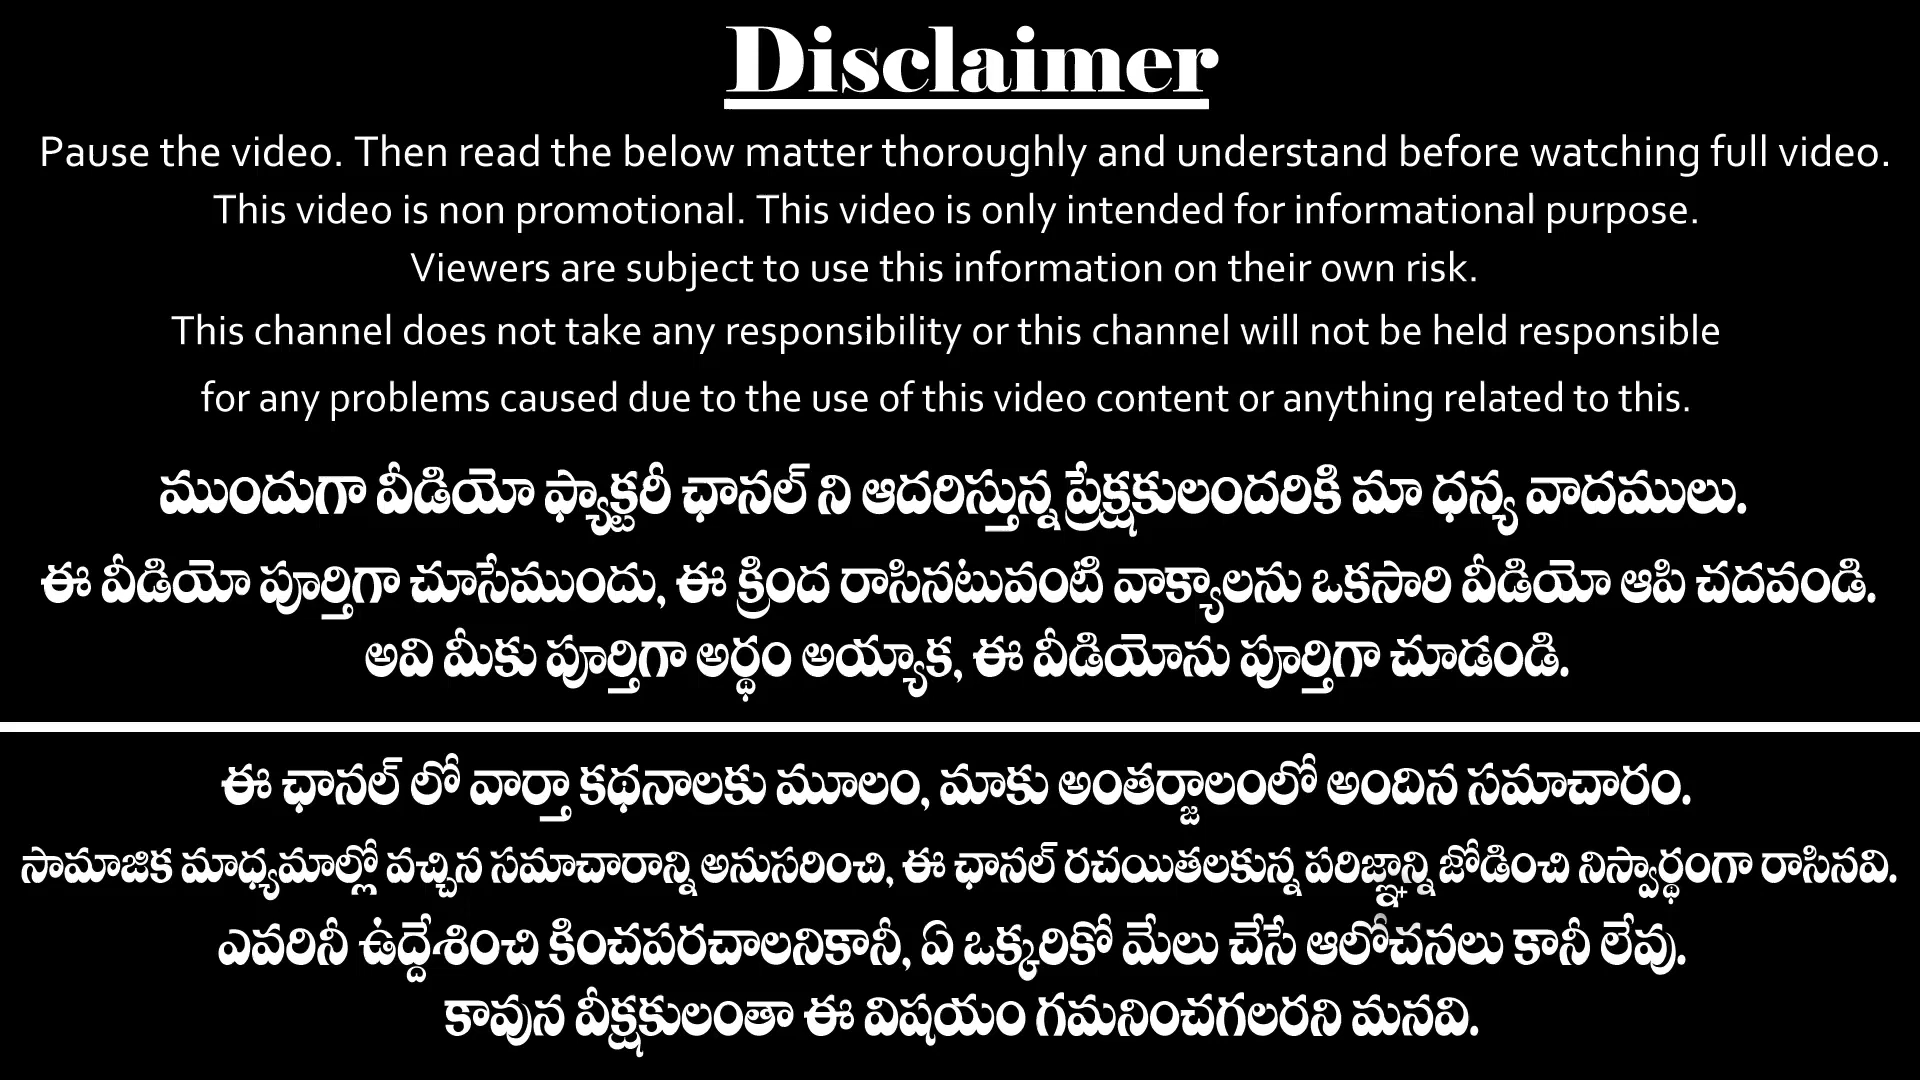 Disclaimer
Pause the video. Then read the below matter thoroughly and understand before watching full video.
This video is non promotional. This video is only intended for informational purpose.
Viewers are subject to use this information on their own risk.
This channel does not take any responsibility or this channel will not be held responsible
for any problems caused due to the use of this video content or anything related to this.
ముందుగా వీడియో ఫ్యాక్టరీ ఛానల్ ని ఆదరిస్తున్న ప్రేక్షకులందరికి మా ధన్య వాదములు.
ఈ వీడియో పూర్తిగా చూసేముందు, ఈ క్రింద రాసినటువంటి వాక్యాలను ఒకసారి వీడియో ఆపి చదవండి.
అవి మీకు పూర్తిగా అర్థం అయ్యాక, ఈ వీడియోను పూర్తిగా చూడండి.
ఈ ఛానల్ లో వార్తా కథనాలకు మూలం, మాకు అంతర్జాలంలో అందిన సమాచారం.
సామాజిక మాధ్యమాల్లో వచ్చిన సమాచారాన్ని అనుసరించి, ఈ ఛానల్ రచయితలకున్న పరిజ్ఞాన్ని జోడించి నిస్వార్థంగా రాసినవి.
ఎవరినీ ఉద్దేశించి కించపరచాలనికానీ, ఏ ఒక్కరికో మేలు చేసే ఆలోచనలు కానీ లేవు.
కావున వీక్షకులంతా ఈ విషయం గమనించగలరని మనవి.